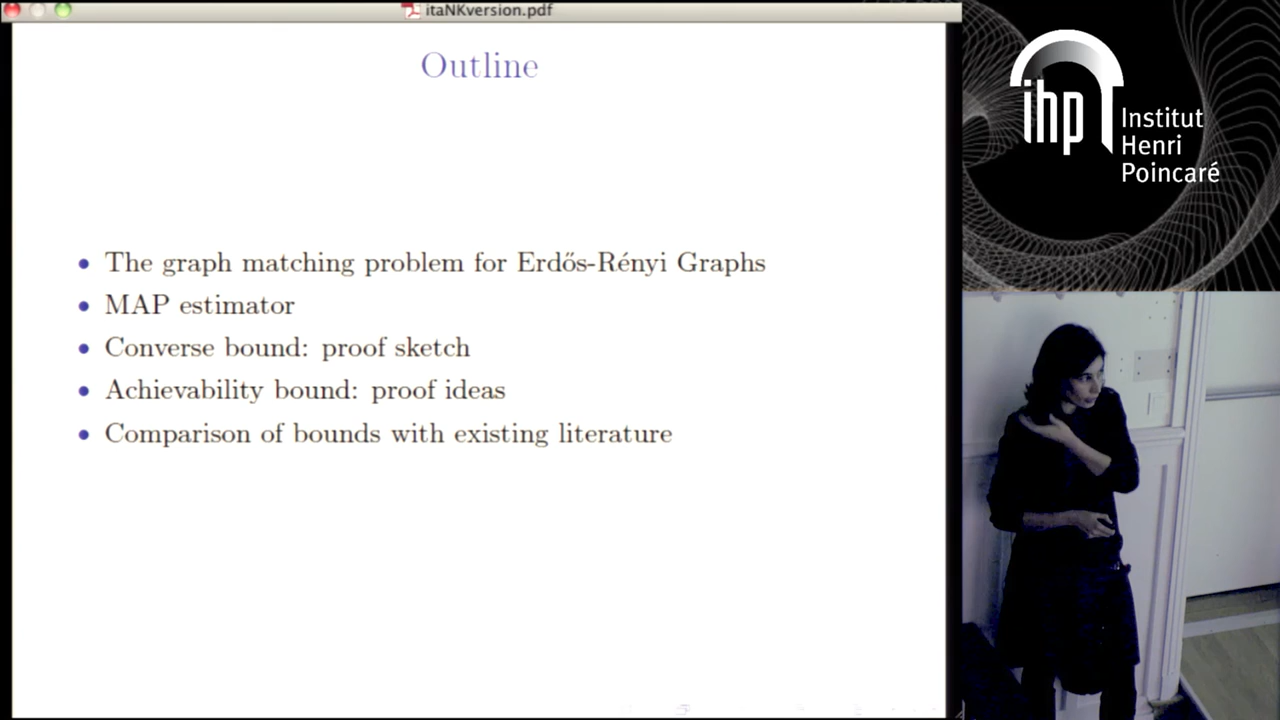 itaNKversion.pdf
Outline
• The graph matching problem for Erdős-Rényi Graphs
• MAP estimator
• Converse bound: proof sketch
• Achievability bound: proof ideas
• Comparison of bounds with existing literature
ihp
Institut
Henri
Poincaré